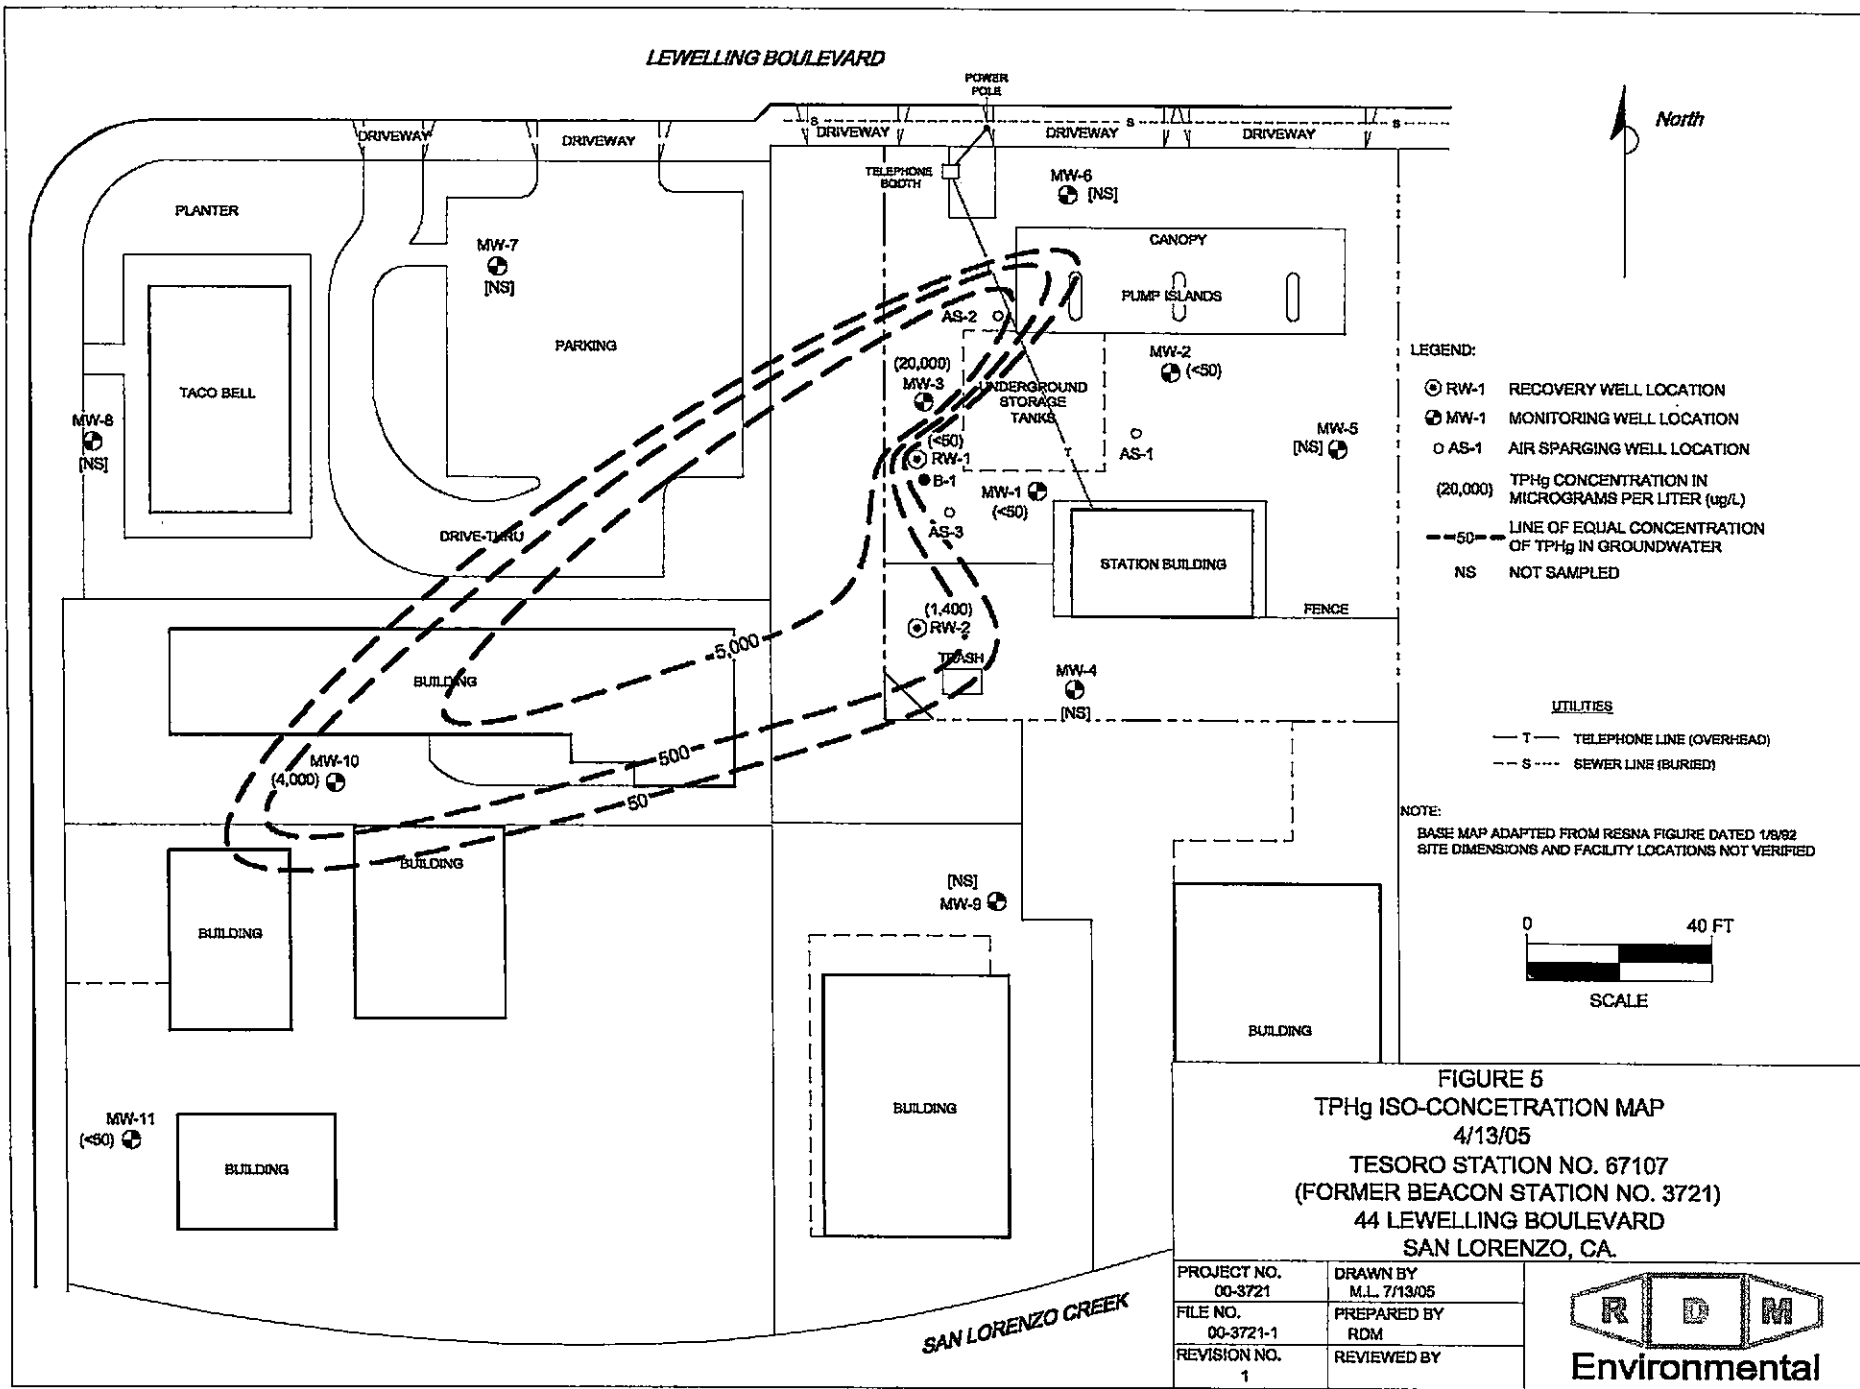 LEWELLING BOULEVARD
POWER
POLE
North
DRIVEWAY
DRIVEWAY
S
DRIVEWAY
DRIVEWAY
S
DRIVEWAY
S
TELEPHONE
BOOTH
MW-6
[NS]
PLANTER
MW-7
[NS]
CANOPY
PUMP ISLANDS
AS-2
PARKING
TACO BELL
MW-8
[NS]
(20,000)
MW-3
UNDERGROUND
STORAGE
TANKS
MW-2
(<50)
(<50)
RW-1
B-1
T
AS-1
[NS]
MW-5
MW-1
(<50)
AS-3
DRIVE-THRU
STATION BUILDING
FENCE
(1,400)
RW-2
TRASH
MW-4
[NS]
5,000
BUILDING
500
50
MW-10
(4,000)
BUILDING
BUILDING
[NS]
MW-9
BUILDING
BUILDING
MW-11
(<50)
BUILDING
SAN LORENZO CREEK
LEGEND:
RW-1 RECOVERY WELL LOCATION
MW-1 MONITORING WELL LOCATION
AS-1 AIR SPARGING WELL LOCATION
(20,000) TPHg CONCENTRATION IN
MICROGRAMS PER LITER (ug/L)
50 LINE OF EQUAL CONCENTRATION
OF TPHg IN GROUNDWATER
NS NOT SAMPLED
UTILITIES
T TELEPHONE LINE (OVERHEAD)
S SEWER LINE (BURIED)
NOTE:
BASE MAP ADAPTED FROM RESNA FIGURE DATED 1/9/92
SITE DIMENSIONS AND FACILITY LOCATIONS NOT VERIFIED
0 40 FT
SCALE
FIGURE 5
TPHg ISO-CONCETRATION MAP
4/13/05
TESORO STATION NO. 67107
(FORMER BEACON STATION NO. 3721)
44 LEWELLING BOULEVARD
SAN LORENZO, CA.
PROJECT NO.
00-3721
DRAWN BY
M.L. 7/13/05
FILE NO.
00-3721-1
PREPARED BY
RDM
REVISION NO.
1
REVIEWED BY
R D M
Environmental